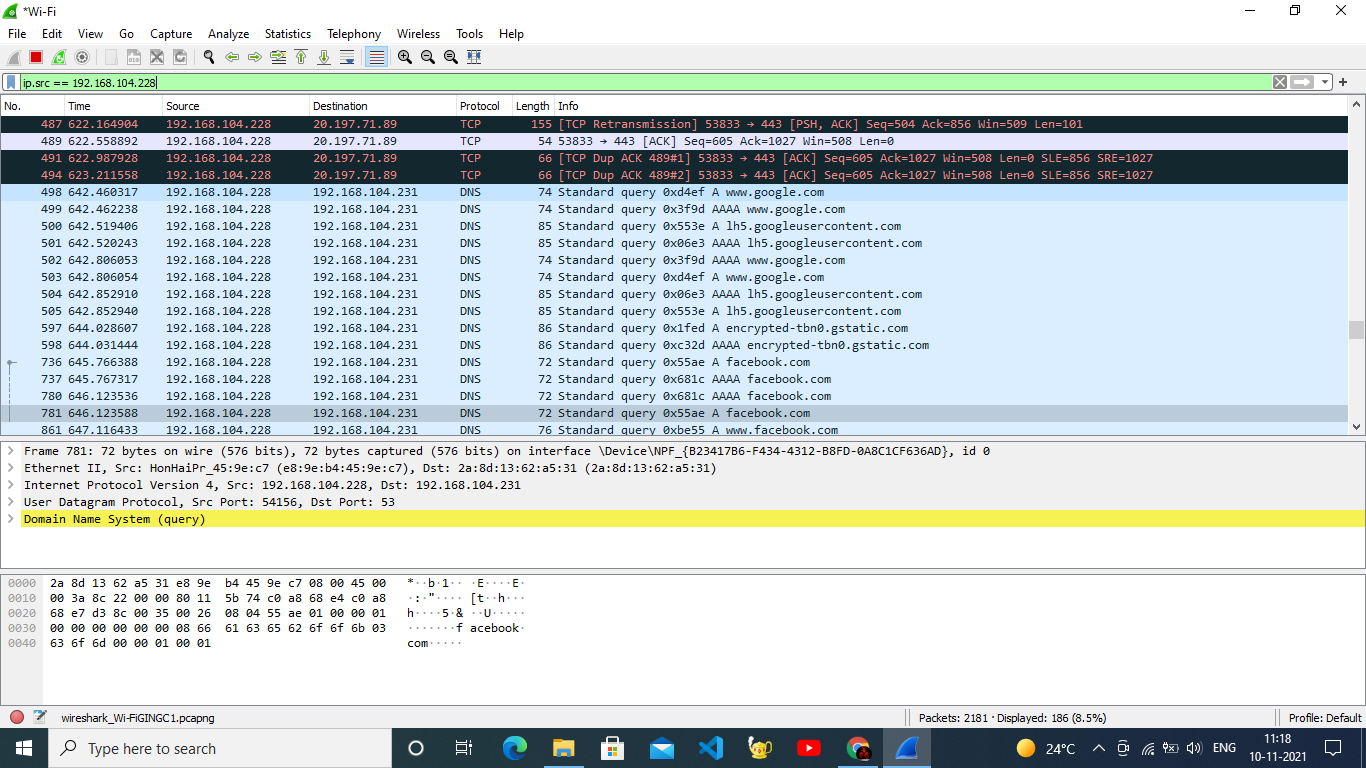 *Wi-Fi
File Edit View Go Capture Analyze Statistics Telephony Wireless Tools Help
ip.src == 192.168.104.228
No. Time Source Destination Protocol Length Info
487 622.164904 192.168.104.228 20.197.71.89 TCP 155 [TCP Retransmission] 53833 → 443 [PSH, ACK] Seq=504 Ack=856 Win=509 Len=101
489 622.558892 192.168.104.228 20.197.71.89 TCP 54 53833 → 443 [ACK] Seq=605 Ack=1027 Win=508 Len=0
491 622.987928 192.168.104.228 20.197.71.89 TCP 66 [TCP Dup ACK 489#1] 53833 → 443 [ACK] Seq=605 Ack=1027 Win=508 Len=0 SLE=856 SRE=1027
494 623.211558 192.168.104.228 20.197.71.89 TCP 66 [TCP Dup ACK 489#2] 53833 → 443 [ACK] Seq=605 Ack=1027 Win=508 Len=0 SLE=856 SRE=1027
498 642.460317 192.168.104.228 192.168.104.231 DNS 74 Standard query 0xd4ef A www.google.com
499 642.462238 192.168.104.228 192.168.104.231 DNS 74 Standard query 0x3f9d AAAA www.google.com
500 642.519406 192.168.104.228 192.168.104.231 DNS 85 Standard query 0x553e A lh5.googleusercontent.com
501 642.520243 192.168.104.228 192.168.104.231 DNS 85 Standard query 0x06e3 AAAA lh5.googleusercontent.com
502 642.806053 192.168.104.228 192.168.104.231 DNS 74 Standard query 0x3f9d AAAA www.google.com
503 642.806054 192.168.104.228 192.168.104.231 DNS 74 Standard query 0xd4ef A www.google.com
504 642.852910 192.168.104.228 192.168.104.231 DNS 85 Standard query 0x06e3 AAAA lh5.googleusercontent.com
505 642.852940 192.168.104.228 192.168.104.231 DNS 85 Standard query 0x553e A lh5.googleusercontent.com
597 644.028607 192.168.104.228 192.168.104.231 DNS 86 Standard query 0x1fed A encrypted-tbn0.gstatic.com
598 644.031444 192.168.104.228 192.168.104.231 DNS 86 Standard query 0xc32d AAAA encrypted-tbn0.gstatic.com
736 645.766388 192.168.104.228 192.168.104.231 DNS 72 Standard query 0x55ae A facebook.com
737 645.767317 192.168.104.228 192.168.104.231 DNS 72 Standard query 0x681c AAAA facebook.com
780 646.123536 192.168.104.228 192.168.104.231 DNS 72 Standard query 0x681c AAAA facebook.com
781 646.123588 192.168.104.228 192.168.104.231 DNS 72 Standard query 0x55ae A facebook.com
861 647.116433 192.168.104.228 192.168.104.231 DNS 76 Standard query 0xbe55 A www.facebook.com
Frame 781: 72 bytes on wire (576 bits), 72 bytes captured (576 bits) on interface \Device\NPF_{B23417B6-F434-4312-B8FD-0A8C1CF636AD}, id 0
Ethernet II, Src: HonHaiPr_45:9e:c7 (e8:9e:b4:45:9e:c7), Dst: 2a:8d:13:62:a5:31 (2a:8d:13:62:a5:31)
Internet Protocol Version 4, Src: 192.168.104.228, Dst: 192.168.104.231
User Datagram Protocol, Src Port: 54156, Dst Port: 53
Domain Name System (query)
0000 2a 8d 13 62 a5 31 e8 9e b4 45 9e c7 08 00 45 00 *··b·1·· ·E····E·
0010 00 3a 8c 22 00 00 80 11 5b 74 c0 a8 68 e4 c0 a8 ·:·"···· [t··h···
0020 68 e7 d3 8c 00 35 00 26 08 04 55 ae 01 00 00 01 h····5·& ··U·····
0030 00 00 00 00 00 00 08 66 61 63 65 62 6f 6f 6b 03 ·······f acebook·
0040 63 6f 6d 00 00 01 00 01 com·····
wireshark_Wi-FiGINGC1.pcapng Packets: 2181 · Displayed: 186 (8.5%) Profile: Default
Type here to search 24°C ENG 11:18
10-11-2021